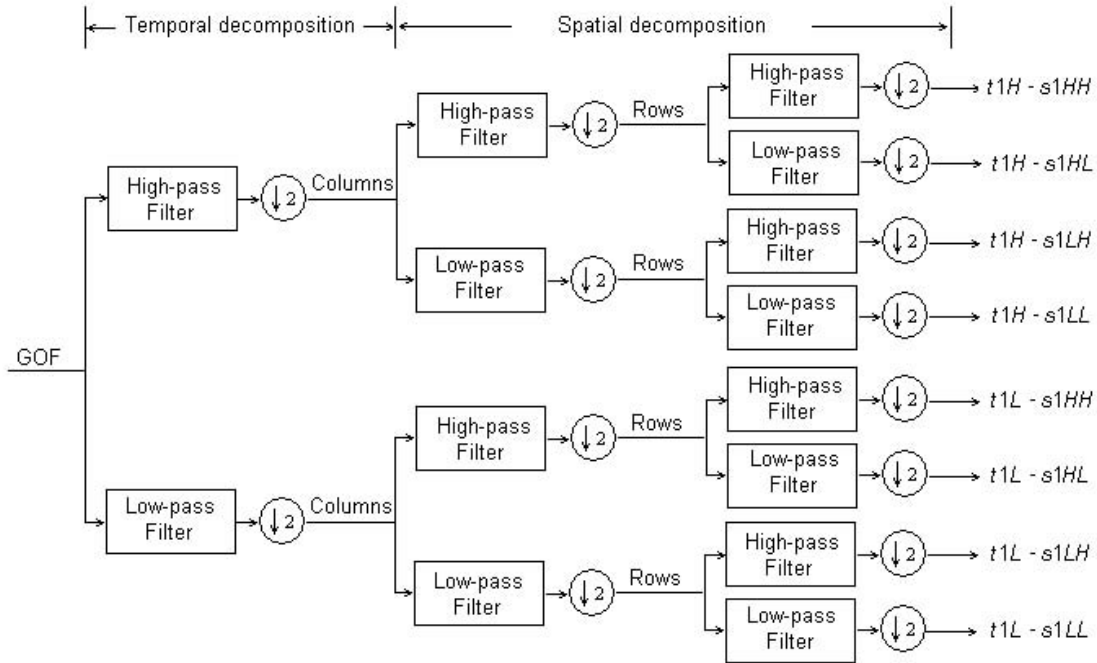 Temporal decomposition
Spatial decomposition
High-pass
Filter
↓2
t1H - s1HH
High-pass
Filter
↓2
Rows
Low-pass
Filter
↓2
t1H - s1HL
High-pass
Filter
↓2
Columns
High-pass
Filter
↓2
t1H - s1LH
Low-pass
Filter
↓2
Rows
Low-pass
Filter
↓2
t1H - s1LL
GOF
High-pass
Filter
↓2
t1L - s1HH
High-pass
Filter
↓2
Rows
Low-pass
Filter
↓2
t1L - s1HL
Low-pass
Filter
↓2
Columns
High-pass
Filter
↓2
t1L - s1LH
Low-pass
Filter
↓2
Rows
Low-pass
Filter
↓2
t1L - s1LL